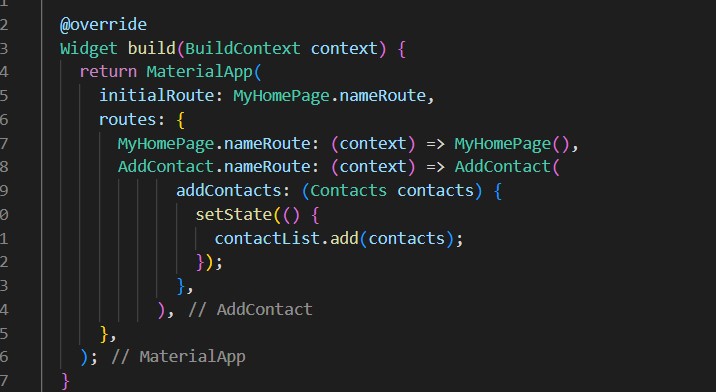 2 @override
3 Widget build(BuildContext context) {
4 return MaterialApp(
5 initialRoute: MyHomePage.nameRoute,
6 routes: {
7 MyHomePage.nameRoute: (context) => MyHomePage(),
8 AddContact.nameRoute: (context) => AddContact(
9 addContacts: (Contacts contacts) {
0 setState(() {
1 contactList.add(contacts);
2 });
3 },
4 ), // AddContact
5 },
6 ); // MaterialApp
7 }